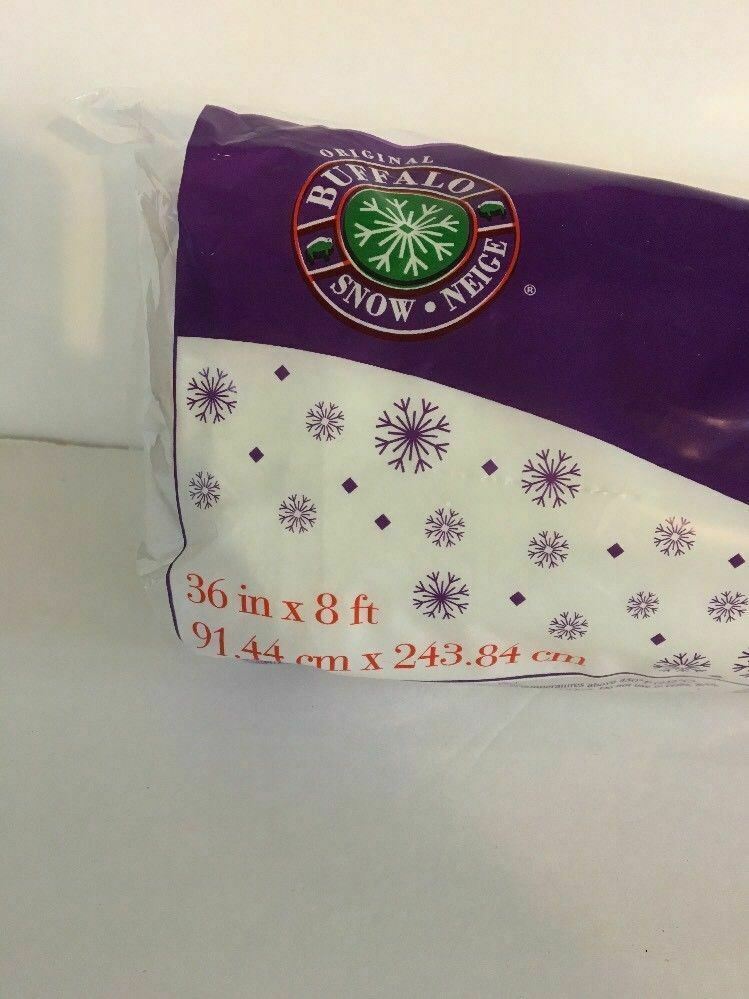 ORIGINAL
BUFFALO
SNOW • NEIGE
®
36 in x 8 ft
91.44 cm x 243.84 cm